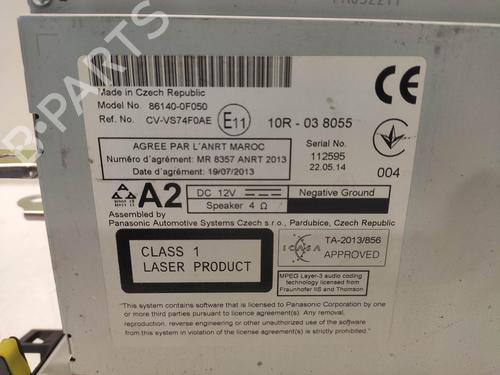 B-PARTS
Made in Czech Republic
Model No. 86140-0F050
Ref. No. CV-VS74F0AE
E11
10R - 03 8055
CE
AGREE PAR L'ANRT MAROC
Numéro d'agrément: MR 8357 ANRT 2013
Date d'agrément: 19/07/2013
Serial No.
112595
22.05.14
004
A2
DC 12V
Negative Ground
Speaker 4 Ω
Assembled by
Panasonic Automotive Systems Czech s.r.o., Pardubice, Czech Republic
CLASS 1
LASER PRODUCT
ICASA
TA-2013/856
APPROVED
MPEG Layer-3 audio coding
technology licensed from
Fraunhofer IIS and Thomson
"This system contains software that is licensed to Panasonic Corporation by one
or more third parties pursuant to licence agreement(s). Any removal,
reproduction, reverse engineering or other unauthorized use of the software
from this system in violation of the license agreement is strictly prohibited."